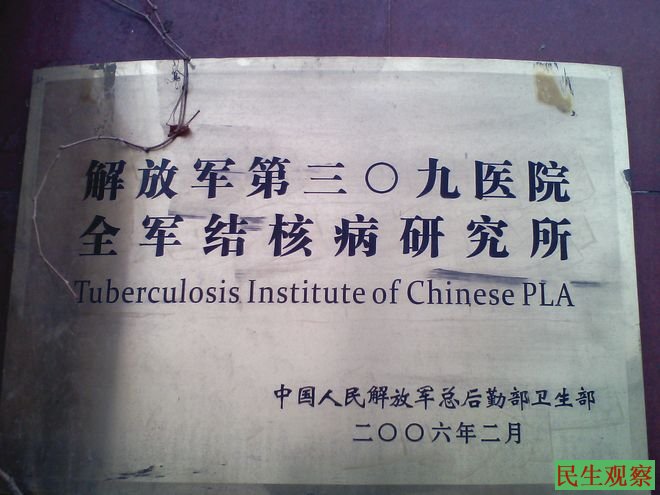 解放军第三〇九医院
全军结核病研究所
Tuberculosis Institute of Chinese PLA
中国人民解放军总后勤部卫生部
二〇〇六年二月
民生观察